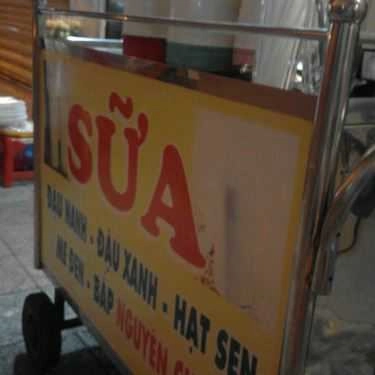 SỮA
ĐẬU NÀNH - ĐẬU XANH - HẠT SEN
MÈ ĐEN - BẮP NGUYÊN